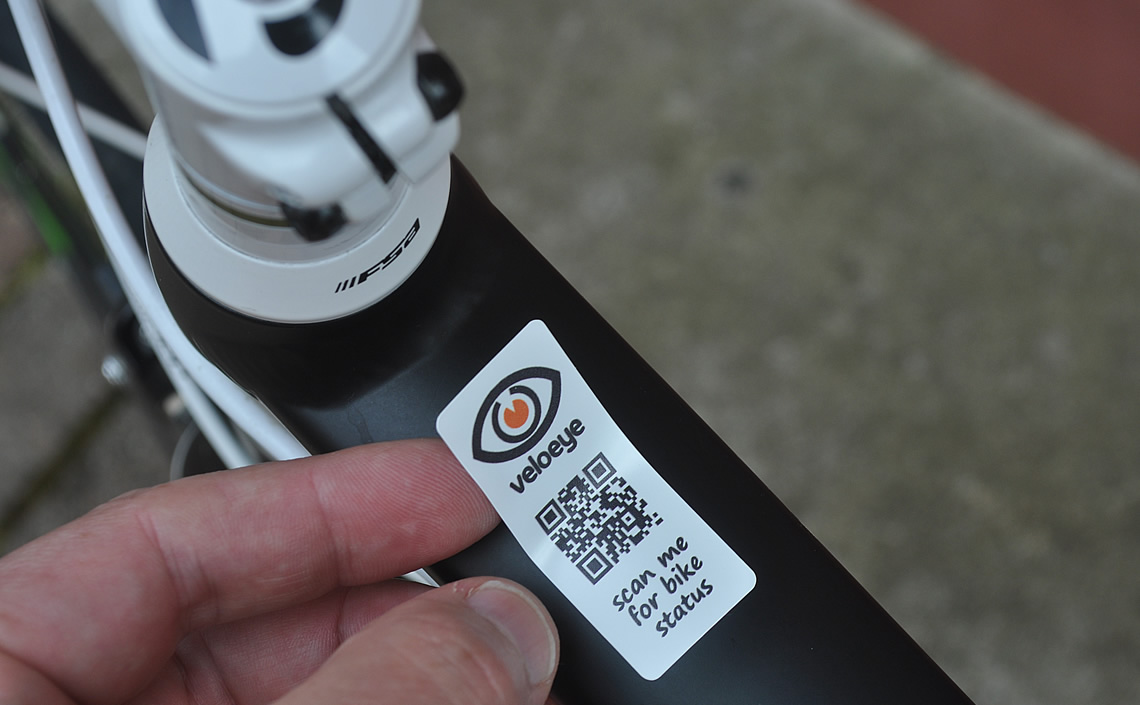 FSA
veloeye
scan me
for bike
status